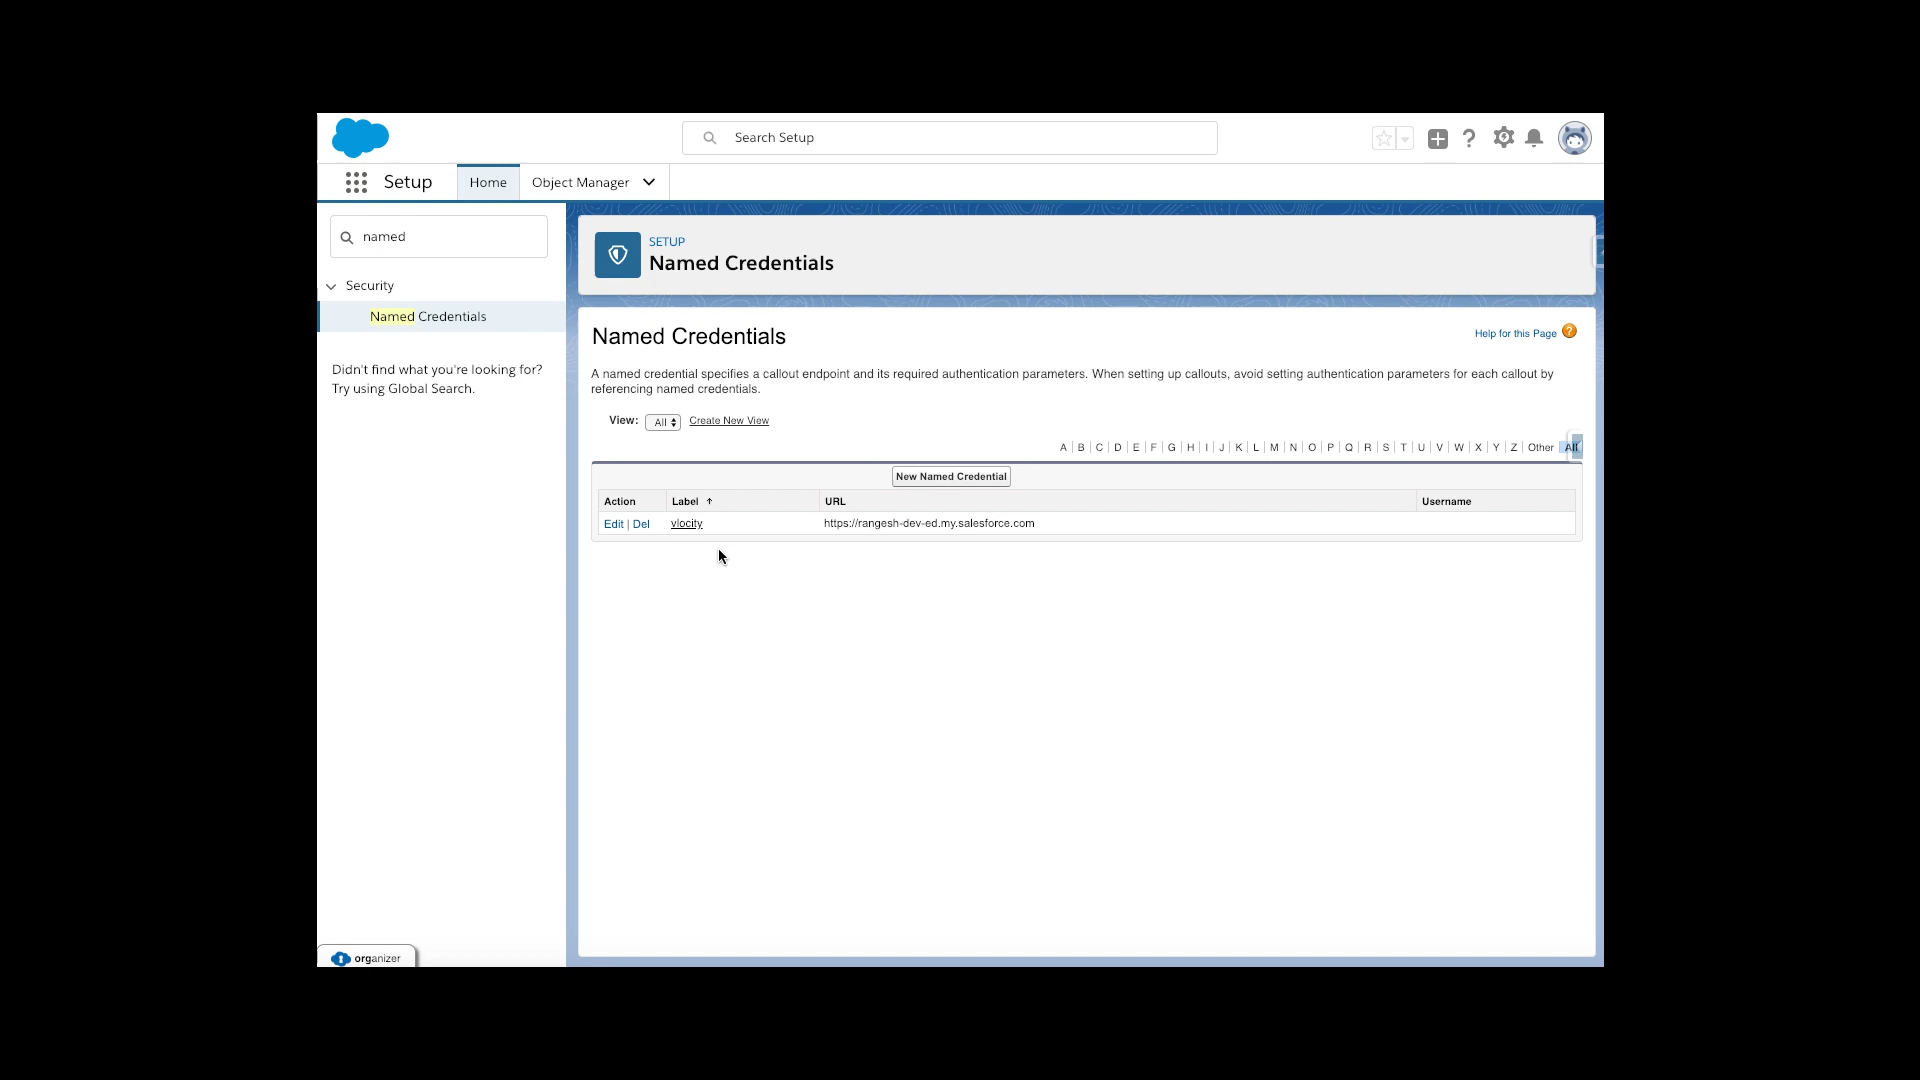 Search Setup
Setup
Home
Object Manager
named
Security
Named Credentials
Didn't find what you're looking for?
Try using Global Search.
SETUP
Named Credentials
Named Credentials
Help for this Page ?
A named credential specifies a callout endpoint and its required authentication parameters. When setting up callouts, avoid setting authentication parameters for each callout by
referencing named credentials.
View: All Create New View
A | B | C | D | E | F | G | H | I | J | K | L | M | N | O | P | Q | R | S | T | U | V | W | X | Y | Z | Other All
New Named Credential
Action Label ↑ URL Username
Edit | Del vlocity https://rangesh-dev-ed.my.salesforce.com
organizer